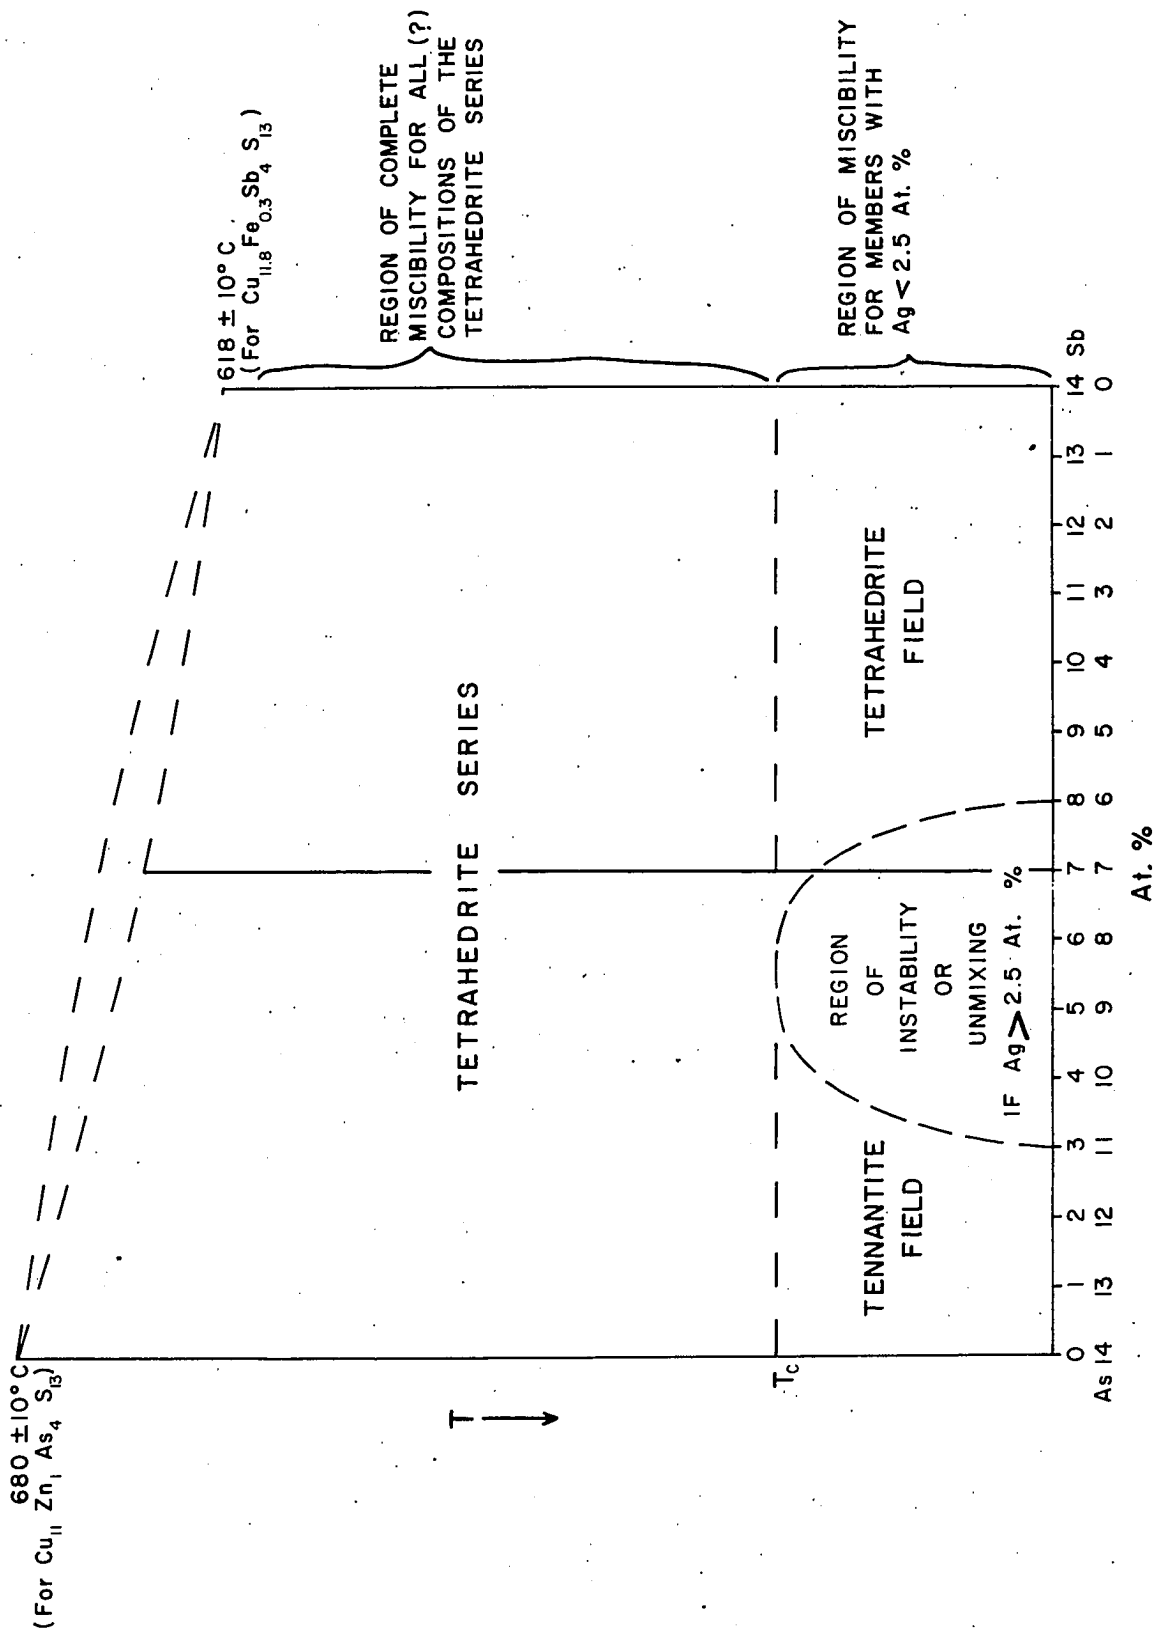 680 ± 10° C
(For Cu11 Zn1 As4 S13)
618 ± 10° C
(For Cu11.8 Fe0.3 Sb4 S13)
REGION OF COMPLETE
MISCIBILITY FOR ALL (?)
COMPOSITIONS OF THE
TETRAHEDRITE SERIES
TETRAHEDRITE SERIES
T
Tc
REGION OF MISCIBILITY
FOR MEMBERS WITH
Ag < 2.5 At. %
TENNANTITE
FIELD
REGION
OF
INSTABILITY
OR
UNMIXING
IF Ag > 2.5 At. %
TETRAHEDRITE
FIELD
0 1 2 3 4 5 6 7 8 9 10 11 12 13 14 Sb
As 14 13 12 11 10 9 8 7 6 5 4 3 2 1 0
At. %